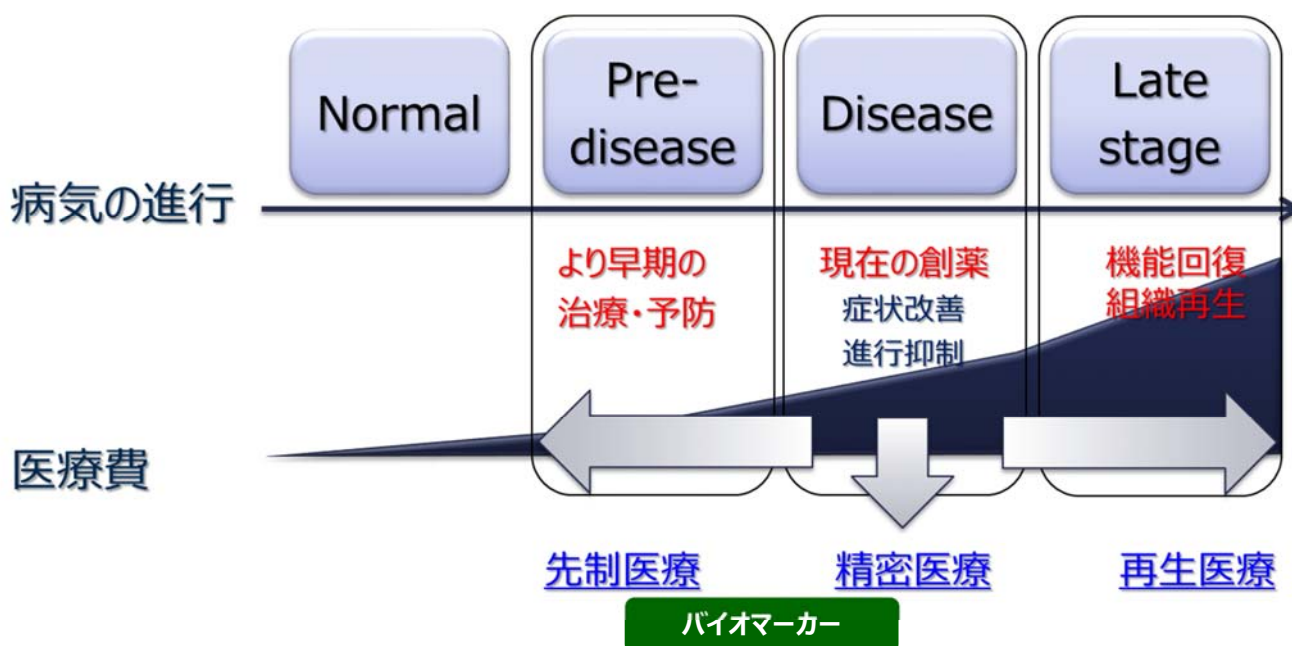 Normal
Pre-
disease
Disease
Late
stage
病気の進行
より早期の
治療・予防
現在の創薬
症状改善
進行抑制
機能回復
組織再生
医療費
先制医療
精密医療
再生医療
バイオマーカー